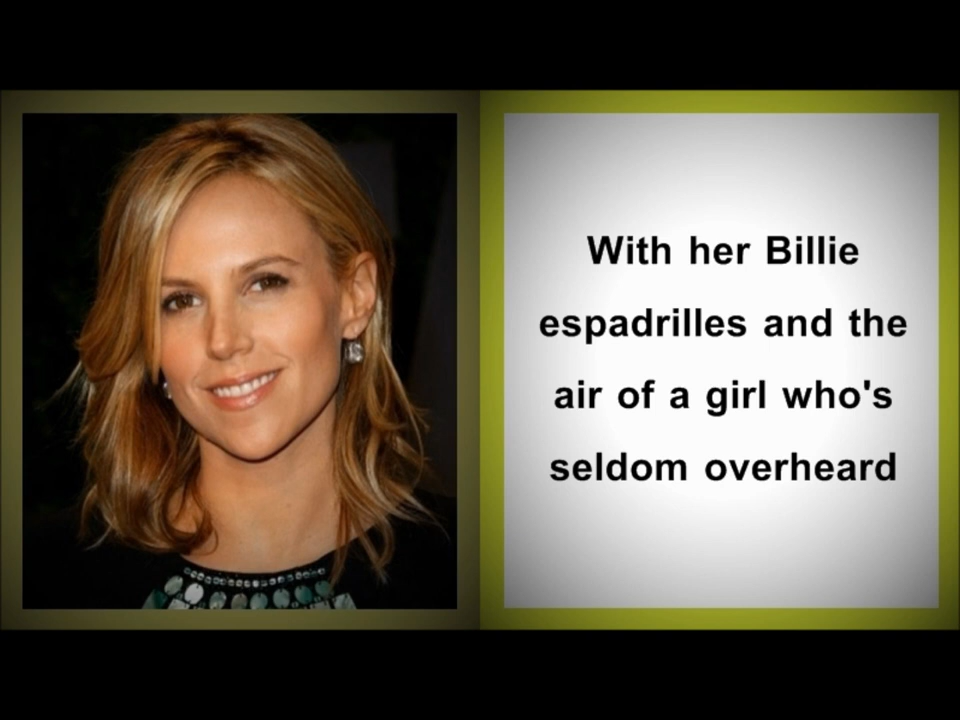 With her Billie
espadrilles and the
air of a girl who's
seldom overheard